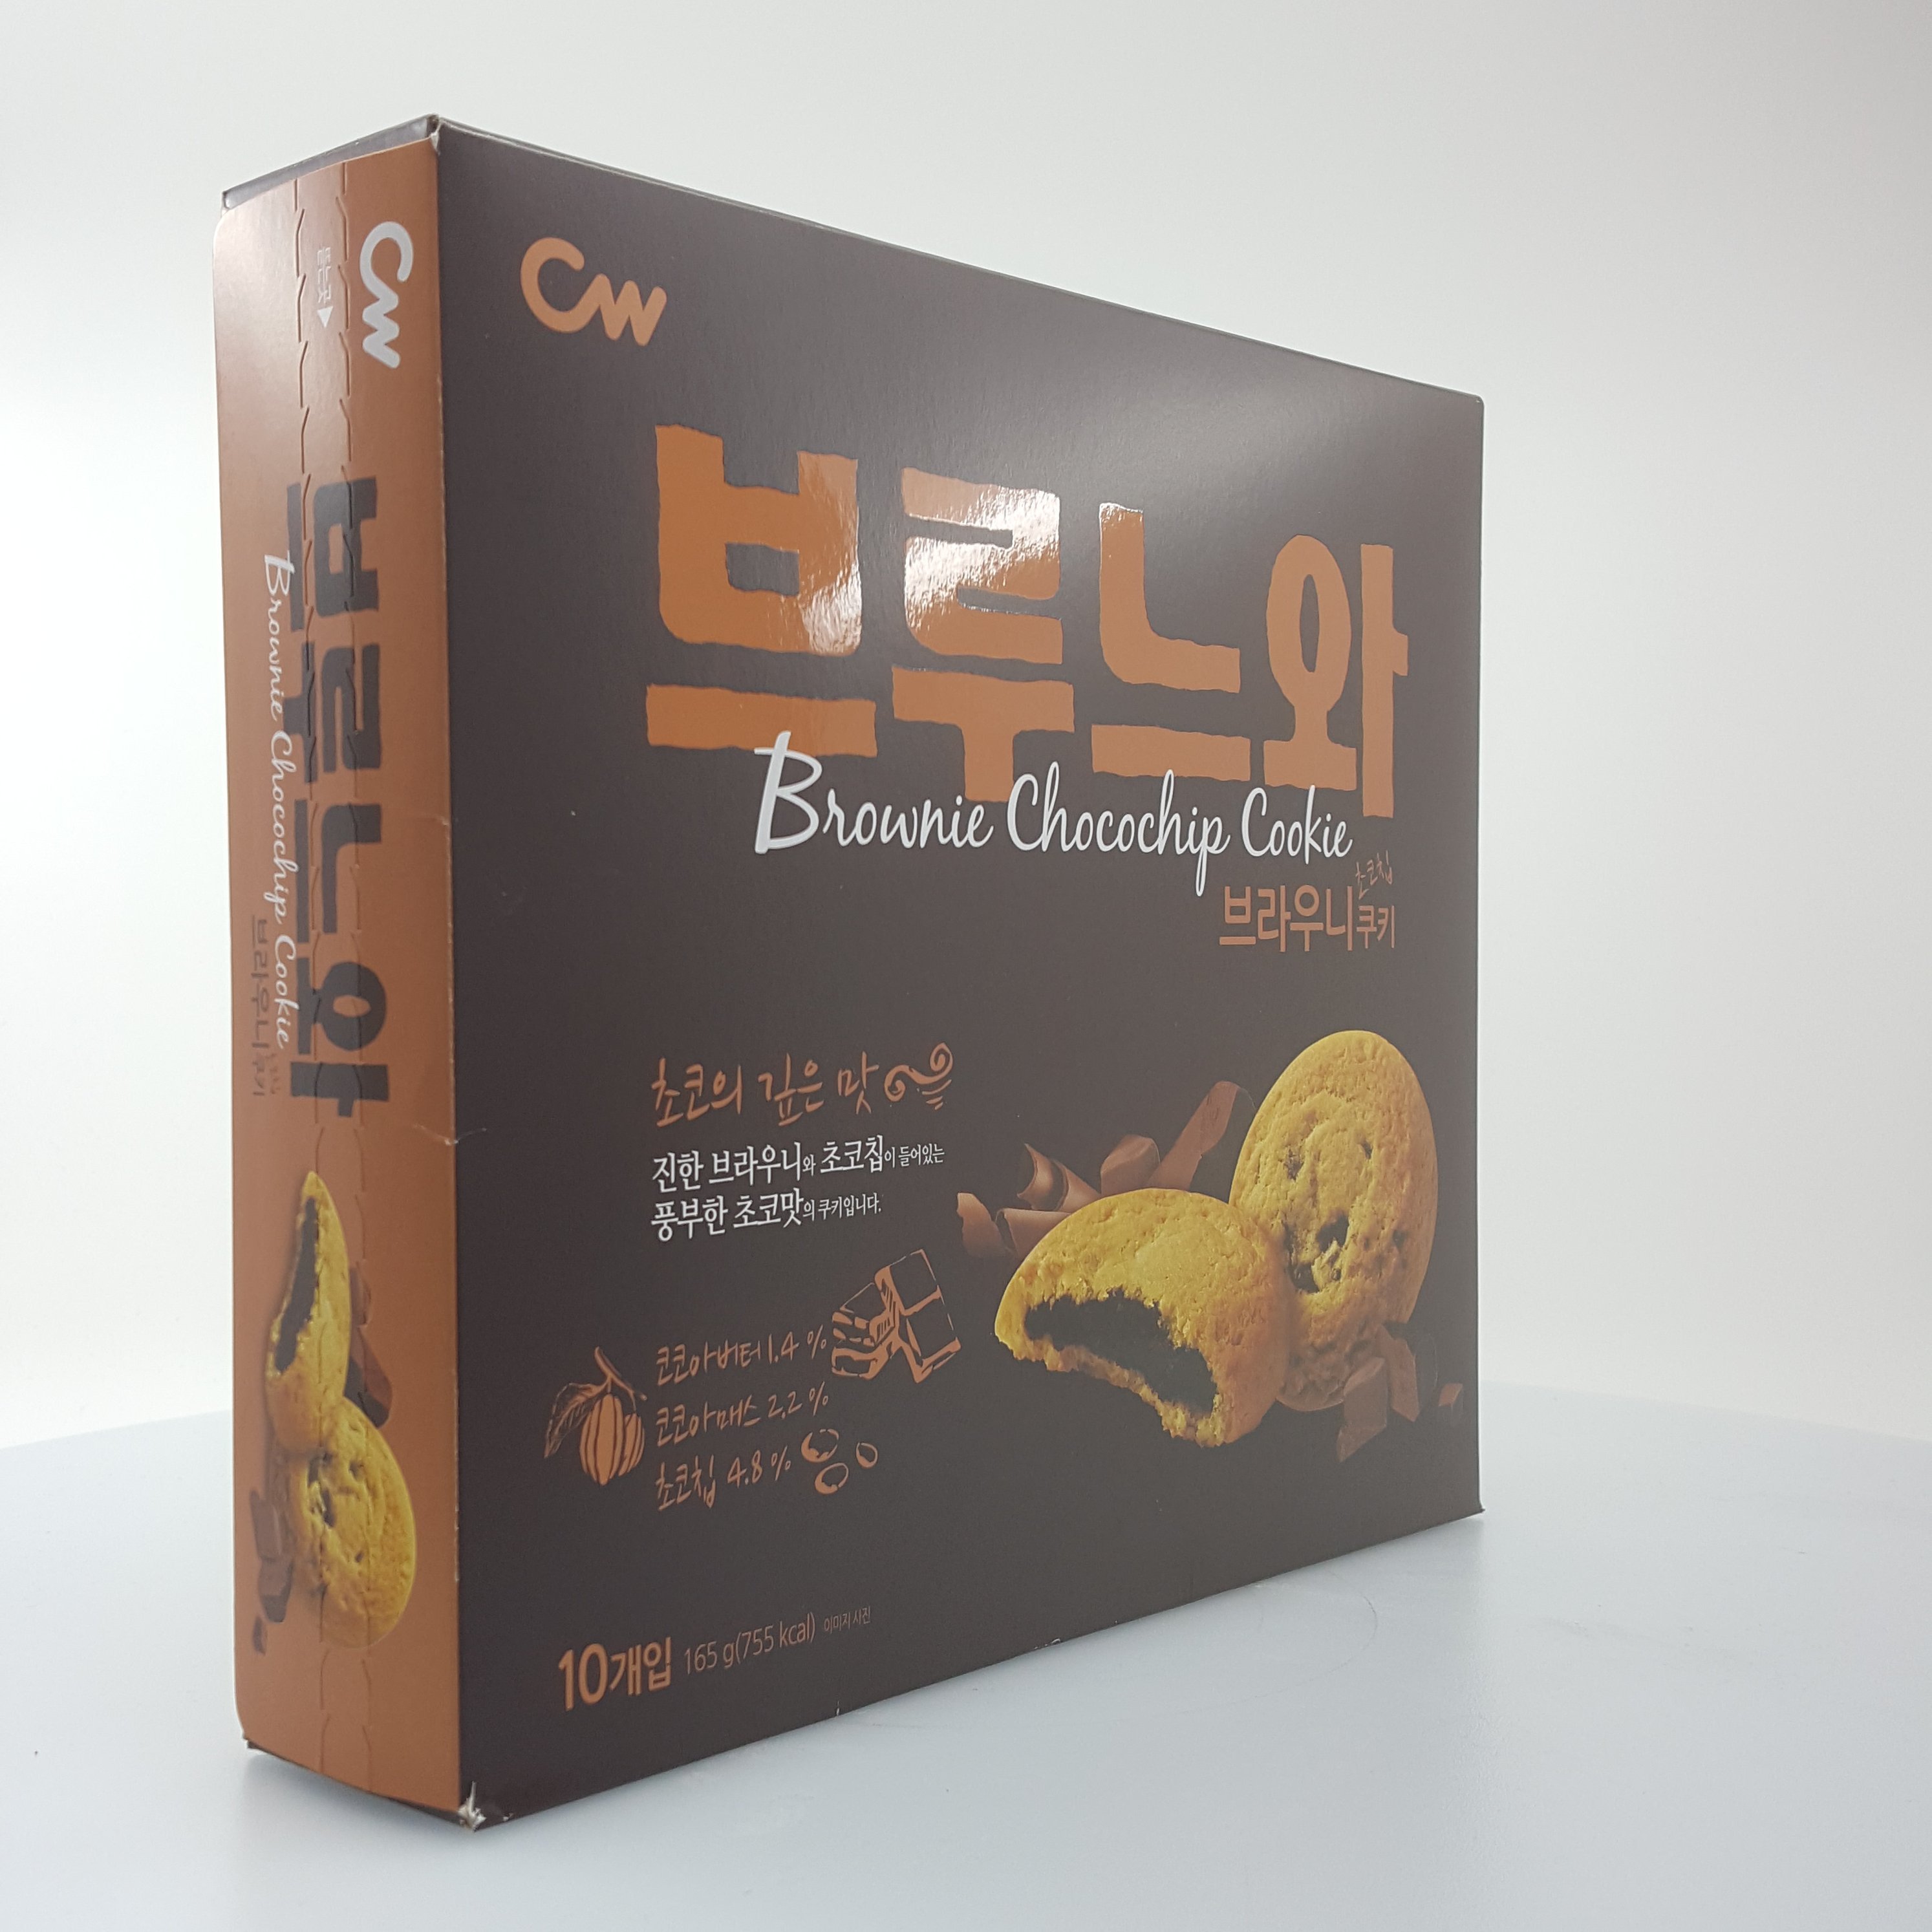 CW
브루느와
Brownie Chocochip Cookie
초코칩
브라우니쿠키
초코의 깊은 맛
진한 브라우니와 초코칩이 들어있는
풍부한 초코맛의 쿠키입니다.
코코아버터 1.4 %
코코아매스 2.2 %
초코칩 4.8 %
10개입 165 g(755 kcal) 이미지 사진
CW
뜯는곳
브루느와
Brownie Chocochip Cookie
브라우니쿠키